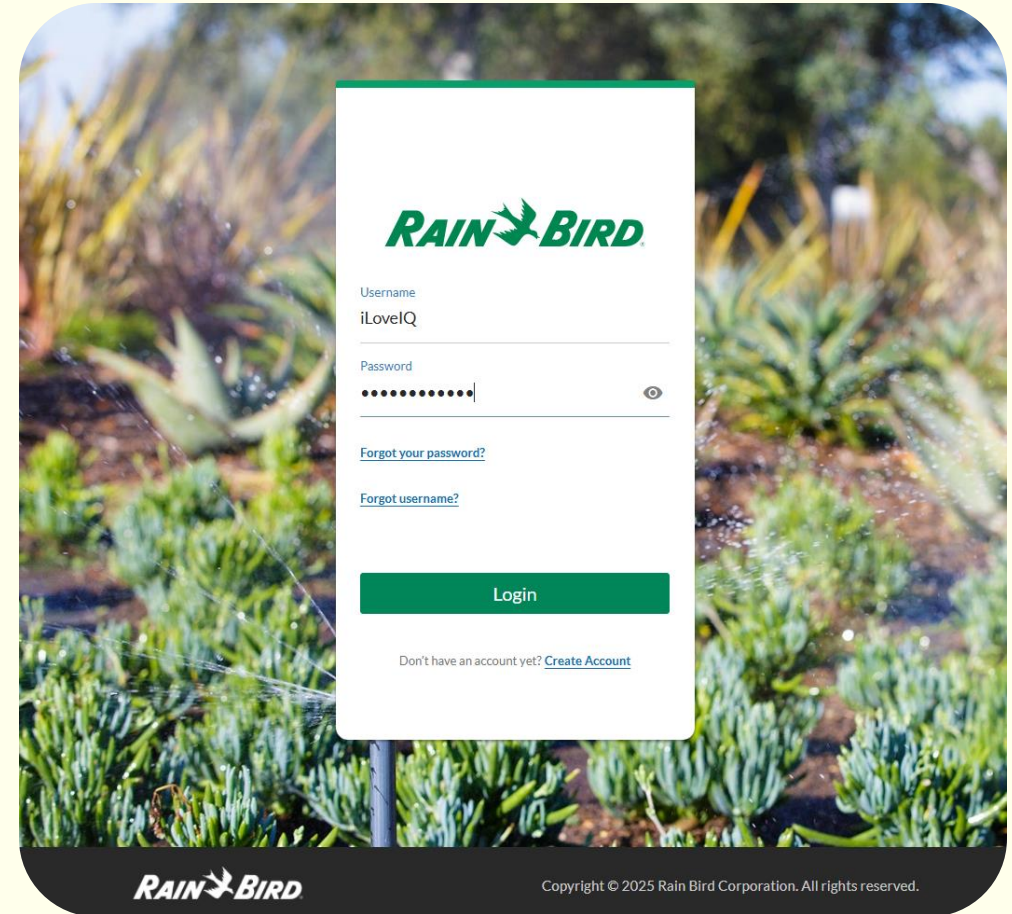 RAIN BIRD
Username
iLoveIQ
Password
••••••••••••
Forgot your password?
Forgot username?
Login
Don't have an account yet? Create Account
RAIN BIRD
Copyright © 2025 Rain Bird Corporation. All rights reserved.